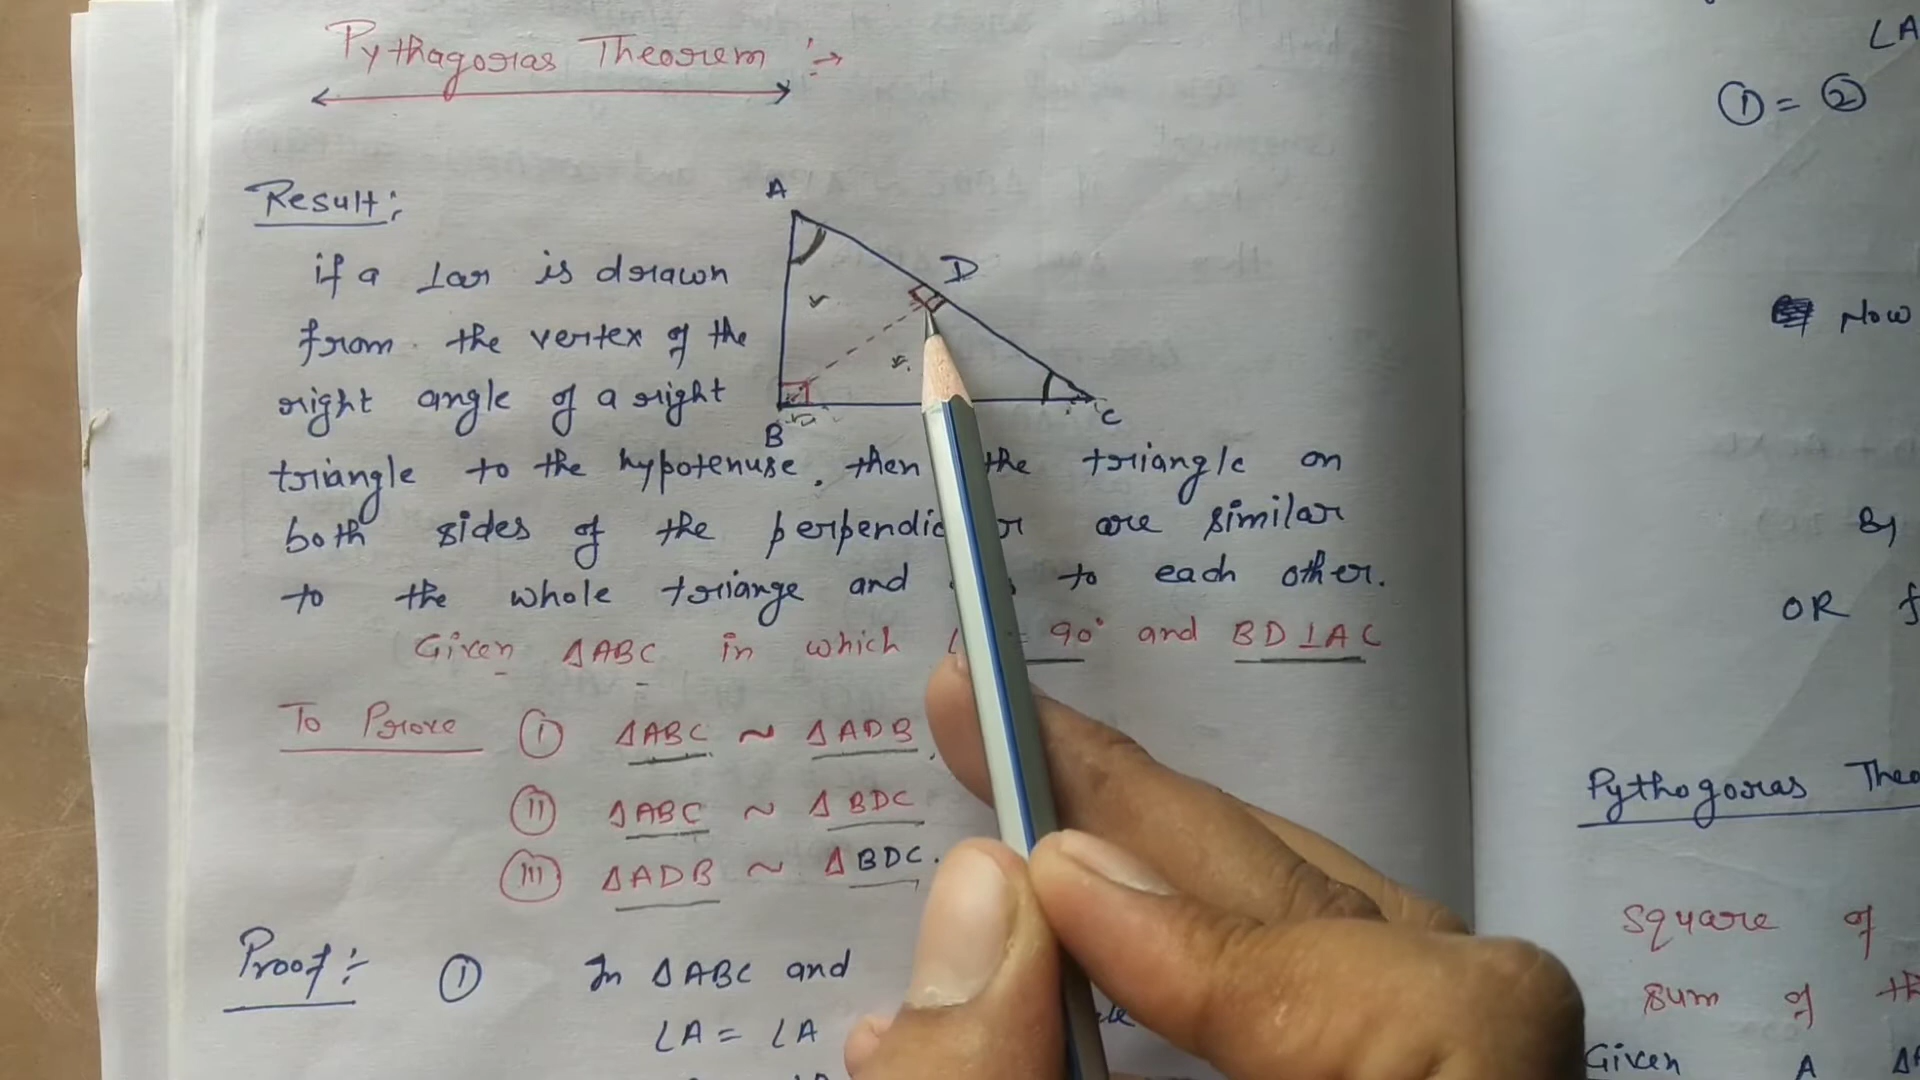 Pythagoras Theorem :→
Result:
A
D
B
C
if a ⊥ar is drawn
from the vertex of the
right angle of a right
triangle to the hypotenuse, then the triangle on
both sides of the are similar
to the whole triange and to each other.
Given ΔABC in which = 90° and BD⊥AC
To Prove (I) ΔABC ~ ΔADB
(II) ΔABC ~ ΔBDC
(III) ΔADB ~ ΔBDC.
Proof:- (1) In ΔABC and
∠A = ∠A
∠A
① = ②
Now
By
OR
Pythogoras
square of
sum of
Given A